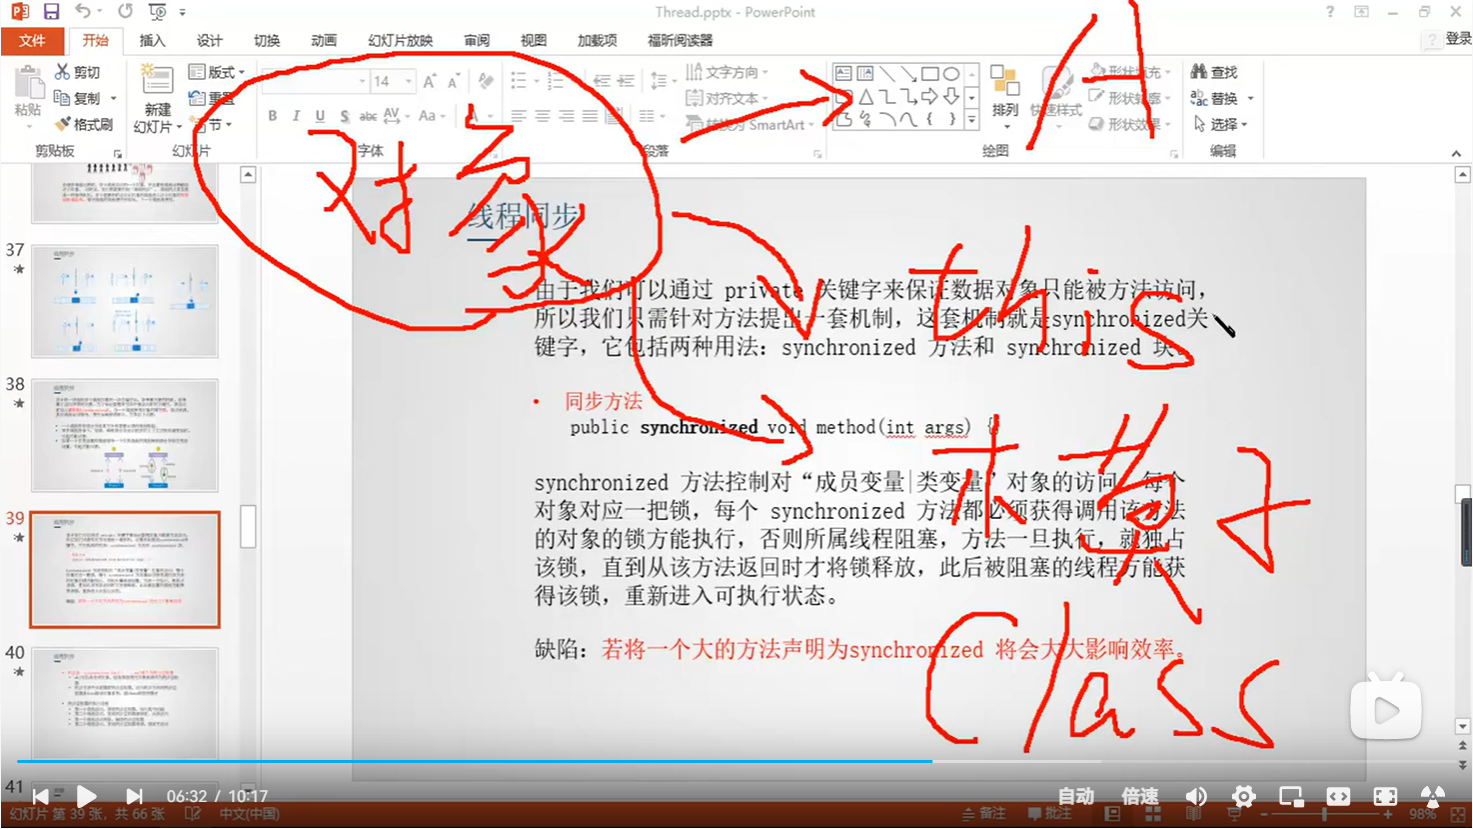 Thread.pptx - PowerPoint
文件 开始 插入 设计 切换 动画 幻灯片放映 审阅 视图 加载项 福昕阅读器 登录
剪切
复制
格式刷
粘贴
剪贴板
新建
幻灯片
版式
重置
节
幻灯片
14
B I U S abc AV Aa
字体
文字方向
对齐文本
转换为 SmartArt
段落
排列
快速样式
形状填充
形状轮廓
形状效果
绘图
查找
替换
选择
编辑
A
对象
this
模子
Class
37
38
39
40
41
线程同步
由于我们可以通过 private 关键字来保证数据对象只能被方法访问，
所以我们只需针对方法提出一套机制，这套机制就是synchronized关
键字，它包括两种用法：synchronized 方法和 synchronized 块。
• 同步方法
public synchronized void method(int args) {}
synchronized 方法控制对“成员变量|类变量”对象的访问：每个
对象对应一把锁，每个 synchronized 方法都必须获得调用该方法
的对象的锁方能执行，否则所属线程阻塞，方法一旦执行，就独占
该锁，直到从该方法返回时才将锁释放，此后被阻塞的线程方能获
得该锁，重新进入可执行状态。
缺陷：若将一个大的方法声明为synchronized 将会大大影响效率。
06:32 / 10:17
自动 倍速
幻灯片 第 39 张，共 66 张 中文(中国) 备注 批注 98%